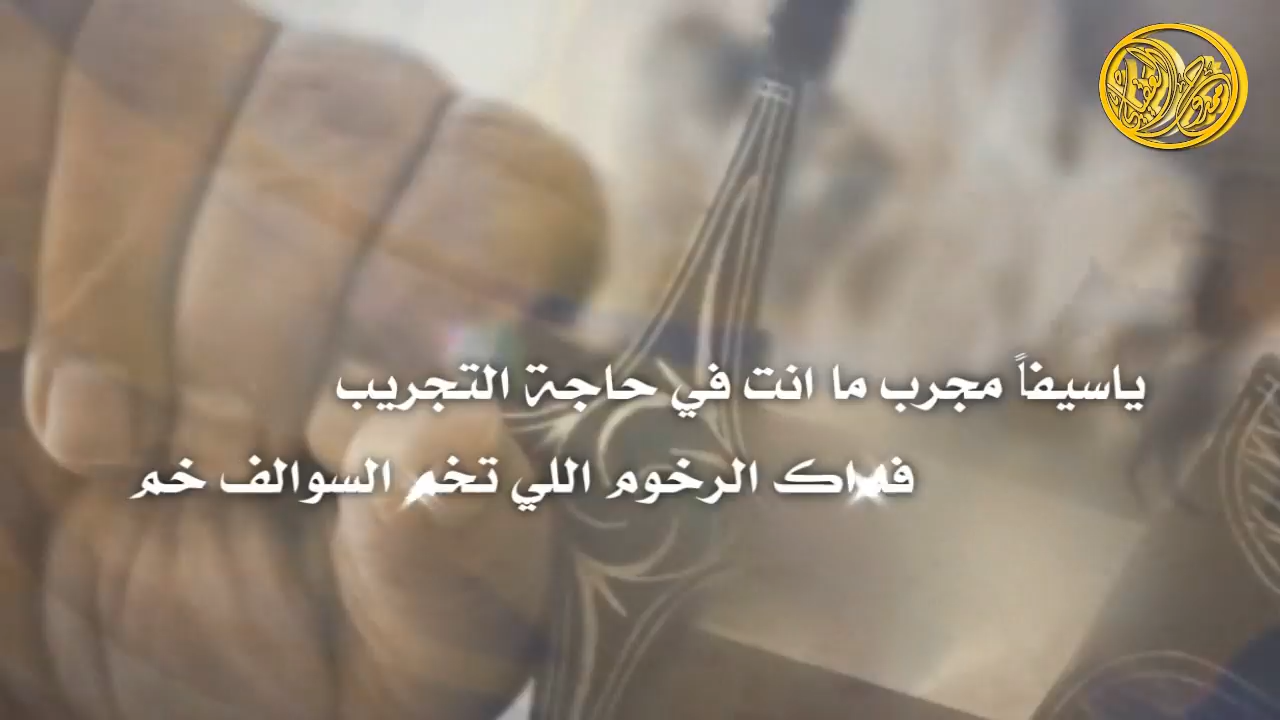 ياسيفاً مجرب ما انت في حاجة التجريب
فداك الرخوم اللي تخم السوالف خم